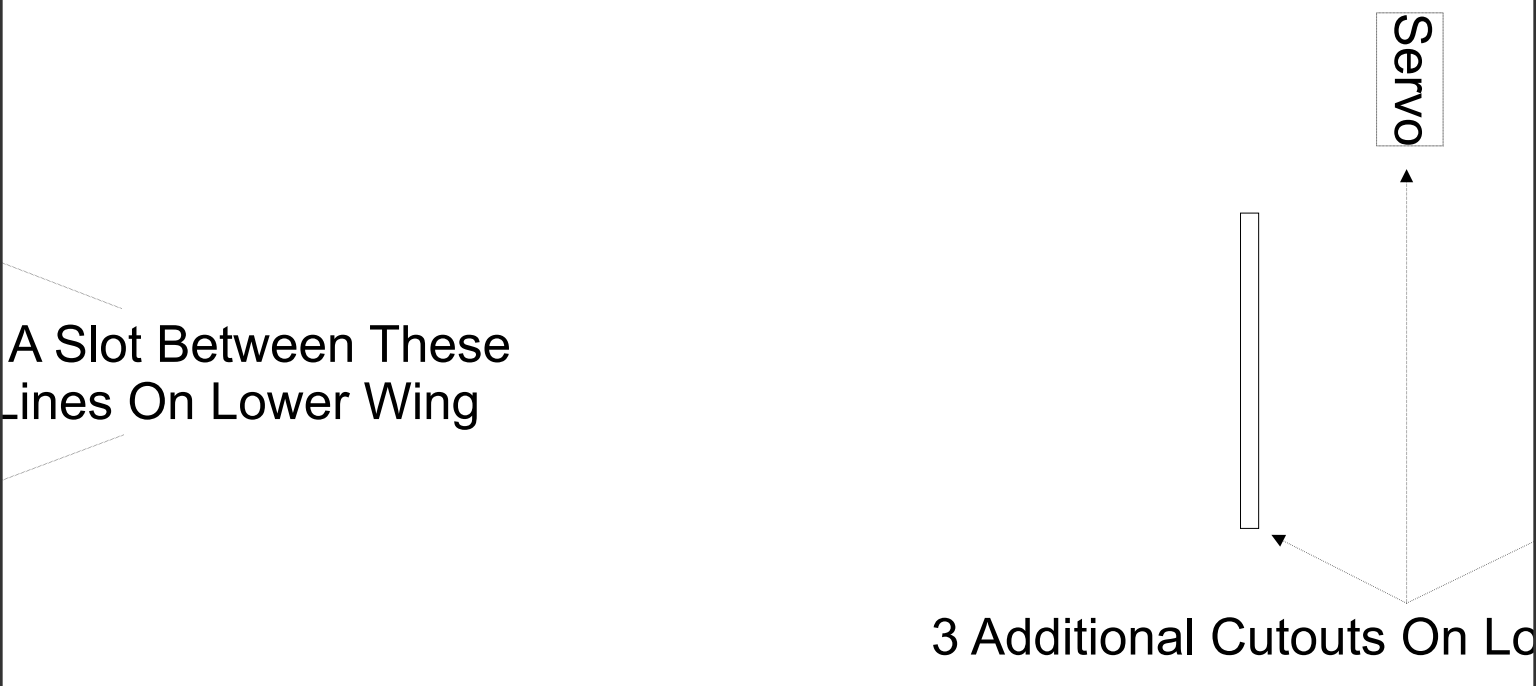 Servo
A Slot Between These
Lines On Lower Wing
3 Additional Cutouts On